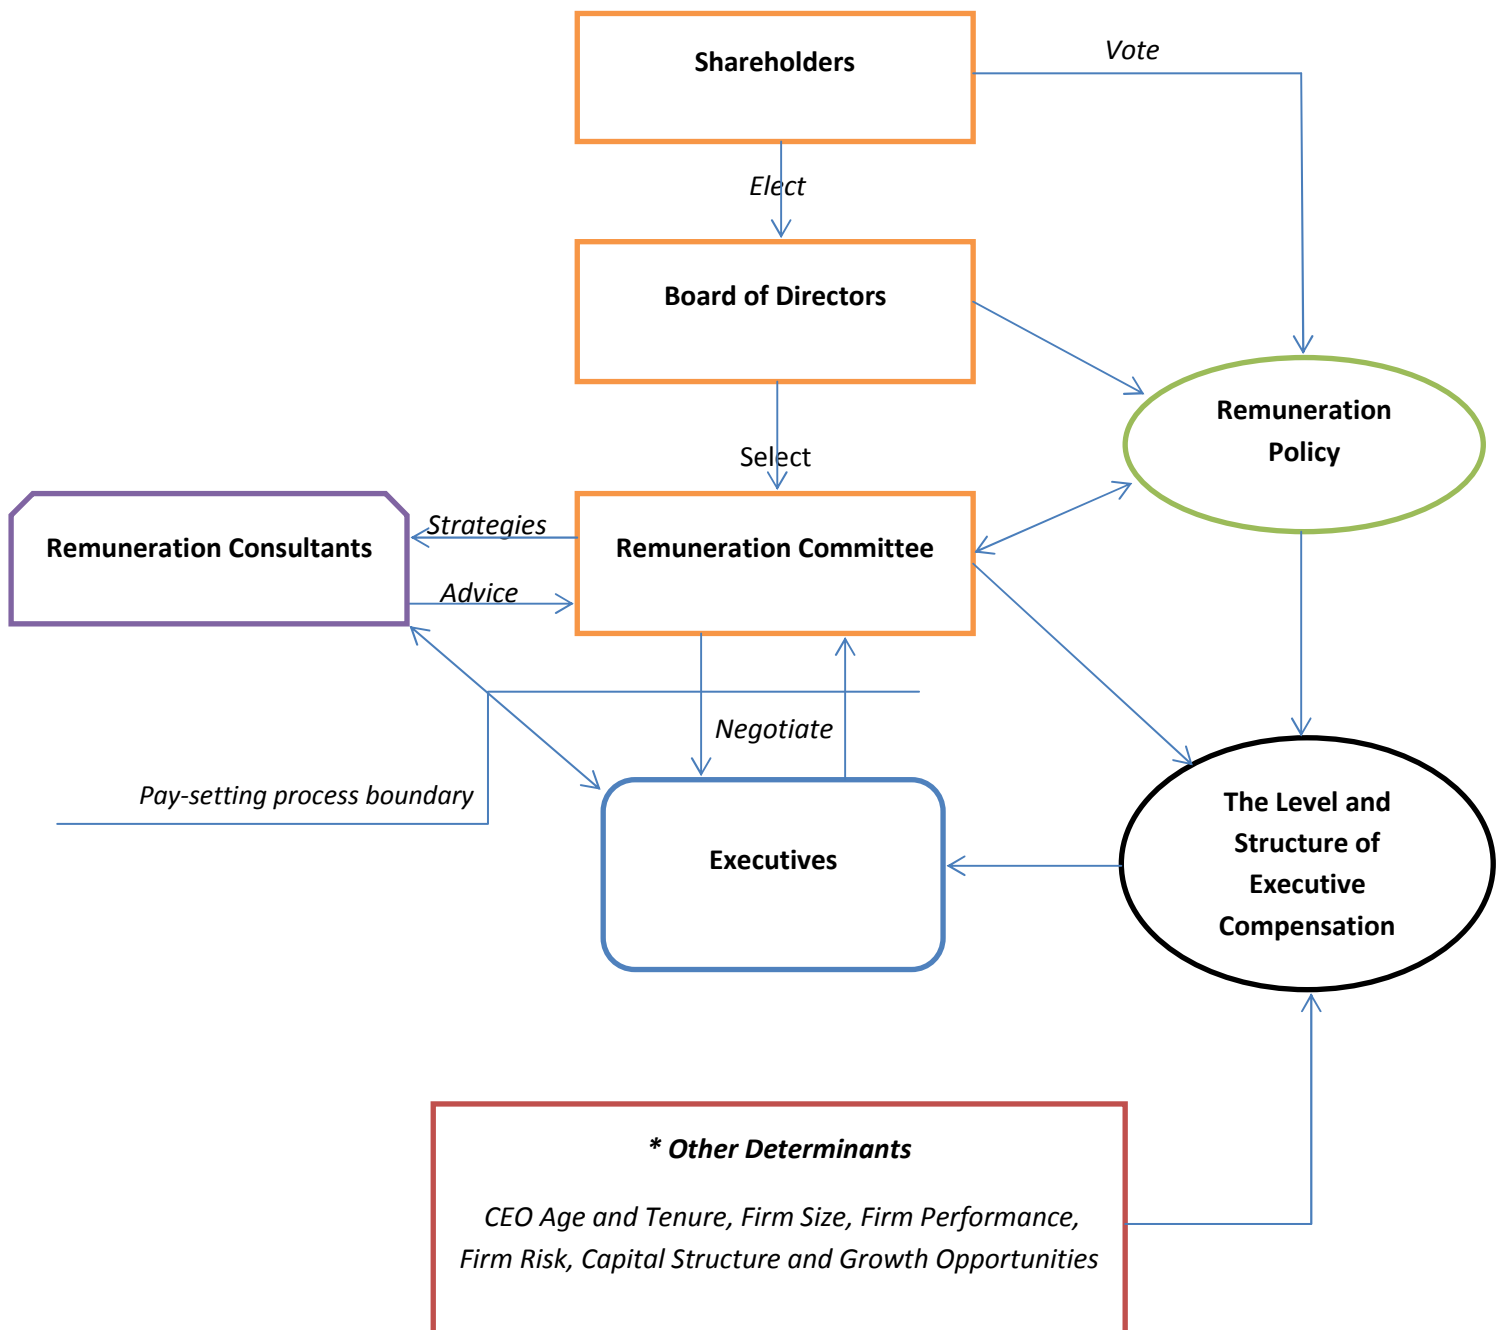 Shareholders
Vote
Elect
Board of Directors
Remuneration
Policy
Select
Remuneration Consultants
Strategies
Advice
Remuneration Committee
Negotiate
Pay-setting process boundary
Executives
The Level and
Structure of
Executive
Compensation
* Other Determinants
CEO Age and Tenure, Firm Size, Firm Performance,
Firm Risk, Capital Structure and Growth Opportunities